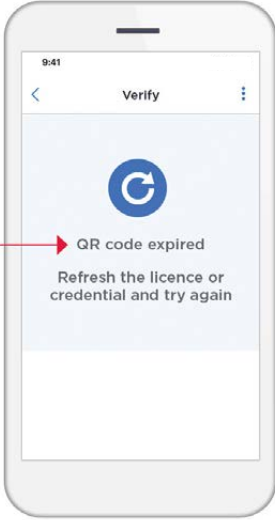 9:41
Verify
QR code expired
Refresh the licence or
credential and try again